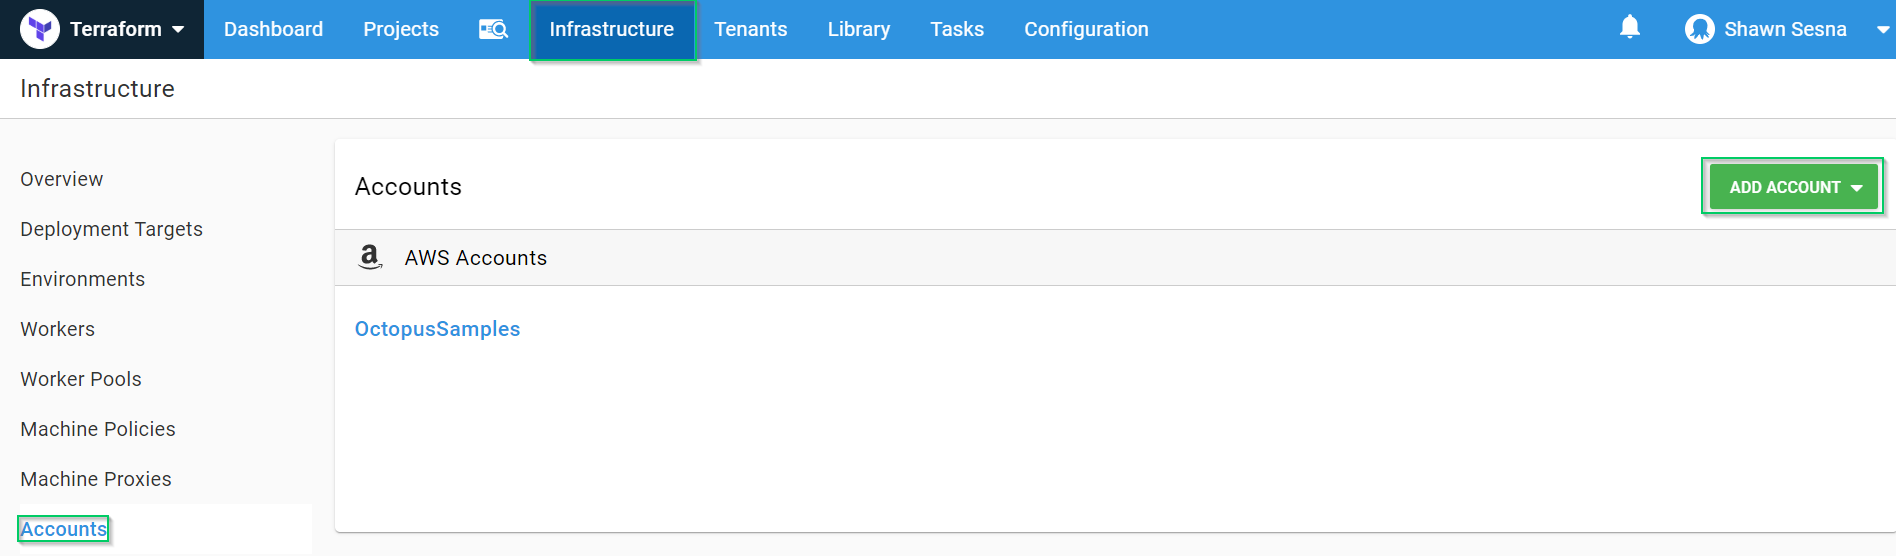 Terraform Dashboard Projects Infrastructure Tenants Library Tasks Configuration Shawn Sesna
Infrastructure
Overview
Deployment Targets
Environments
Workers
Worker Pools
Machine Policies
Machine Proxies
Accounts
Accounts ADD ACCOUNT
a AWS Accounts
OctopusSamples